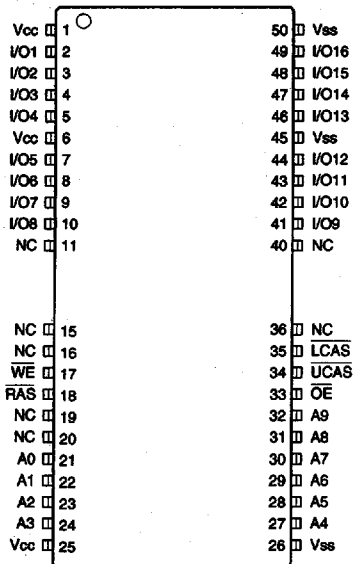 Vcc 1 50 Vss
I/O1 2 49 I/O16
I/O2 3 48 I/O15
I/O3 4 47 I/O14
I/O4 5 46 I/O13
Vcc 6 45 Vss
I/O5 7 44 I/O12
I/O6 8 43 I/O11
I/O7 9 42 I/O10
I/O8 10 41 I/O9
NC 11 40 NC
NC 15 36 NC
NC 16 35 LCAS
WE 17 34 UCAS
RAS 18 33 OE
NC 19 32 A9
NC 20 31 A8
A0 21 30 A7
A1 22 29 A6
A2 23 28 A5
A3 24 27 A4
Vcc 25 26 Vss